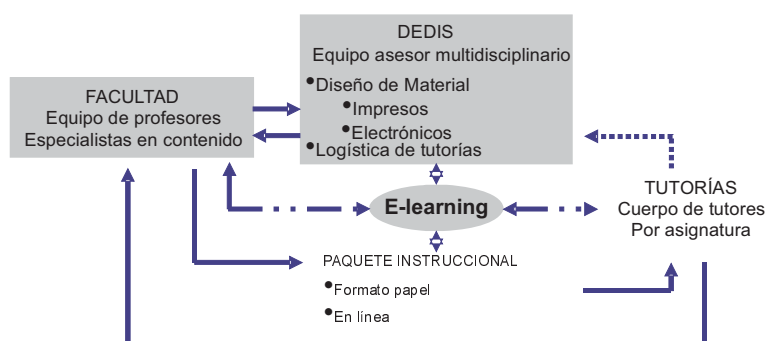 DEDIS
Equipo asesor multidisciplinario
•Diseño de Material
•Impresos
•Electrónicos
•Logística de tutorías
FACULTAD
Equipo de profesores
Especialistas en contenido
E-learning
TUTORÍAS
Cuerpo de tutores
Por asignatura
PAQUETE INSTRUCCIONAL
•Formato papel
•En línea